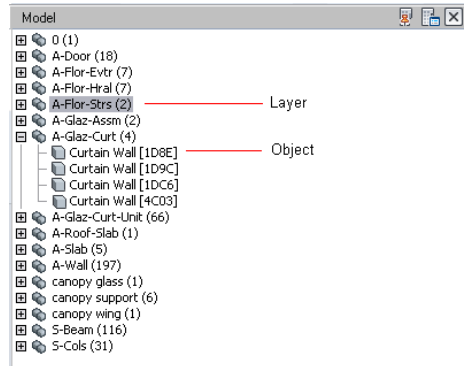 Model
0 (1)
A-Door (18)
A-Flor-Evtr (7)
A-Flor-Hral (7)
A-Flor-Strs (2) Layer
A-Glaz-Assm (2)
A-Glaz-Curt (4)
Curtain Wall [1D8E] Object
Curtain Wall [1D9C]
Curtain Wall [1DC6]
Curtain Wall [4C03]
A-Glaz-Curt-Unit (66)
A-Roof-Slab (1)
A-Slab (5)
A-Wall (197)
canopy glass (1)
canopy support (6)
canopy wing (1)
S-Beam (116)
S-Cols (31)